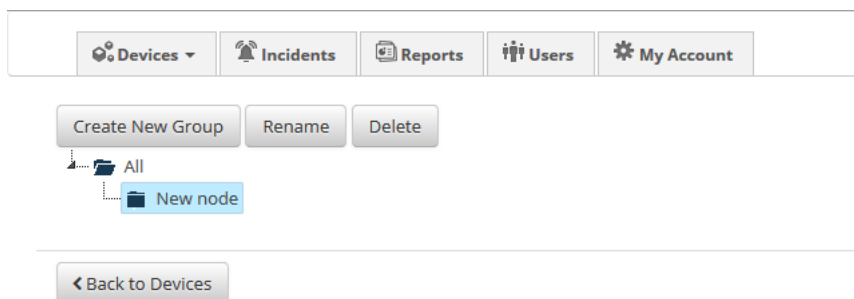 Devices Incidents Reports Users My Account
Create New Group Rename Delete
All
New node
Back to Devices